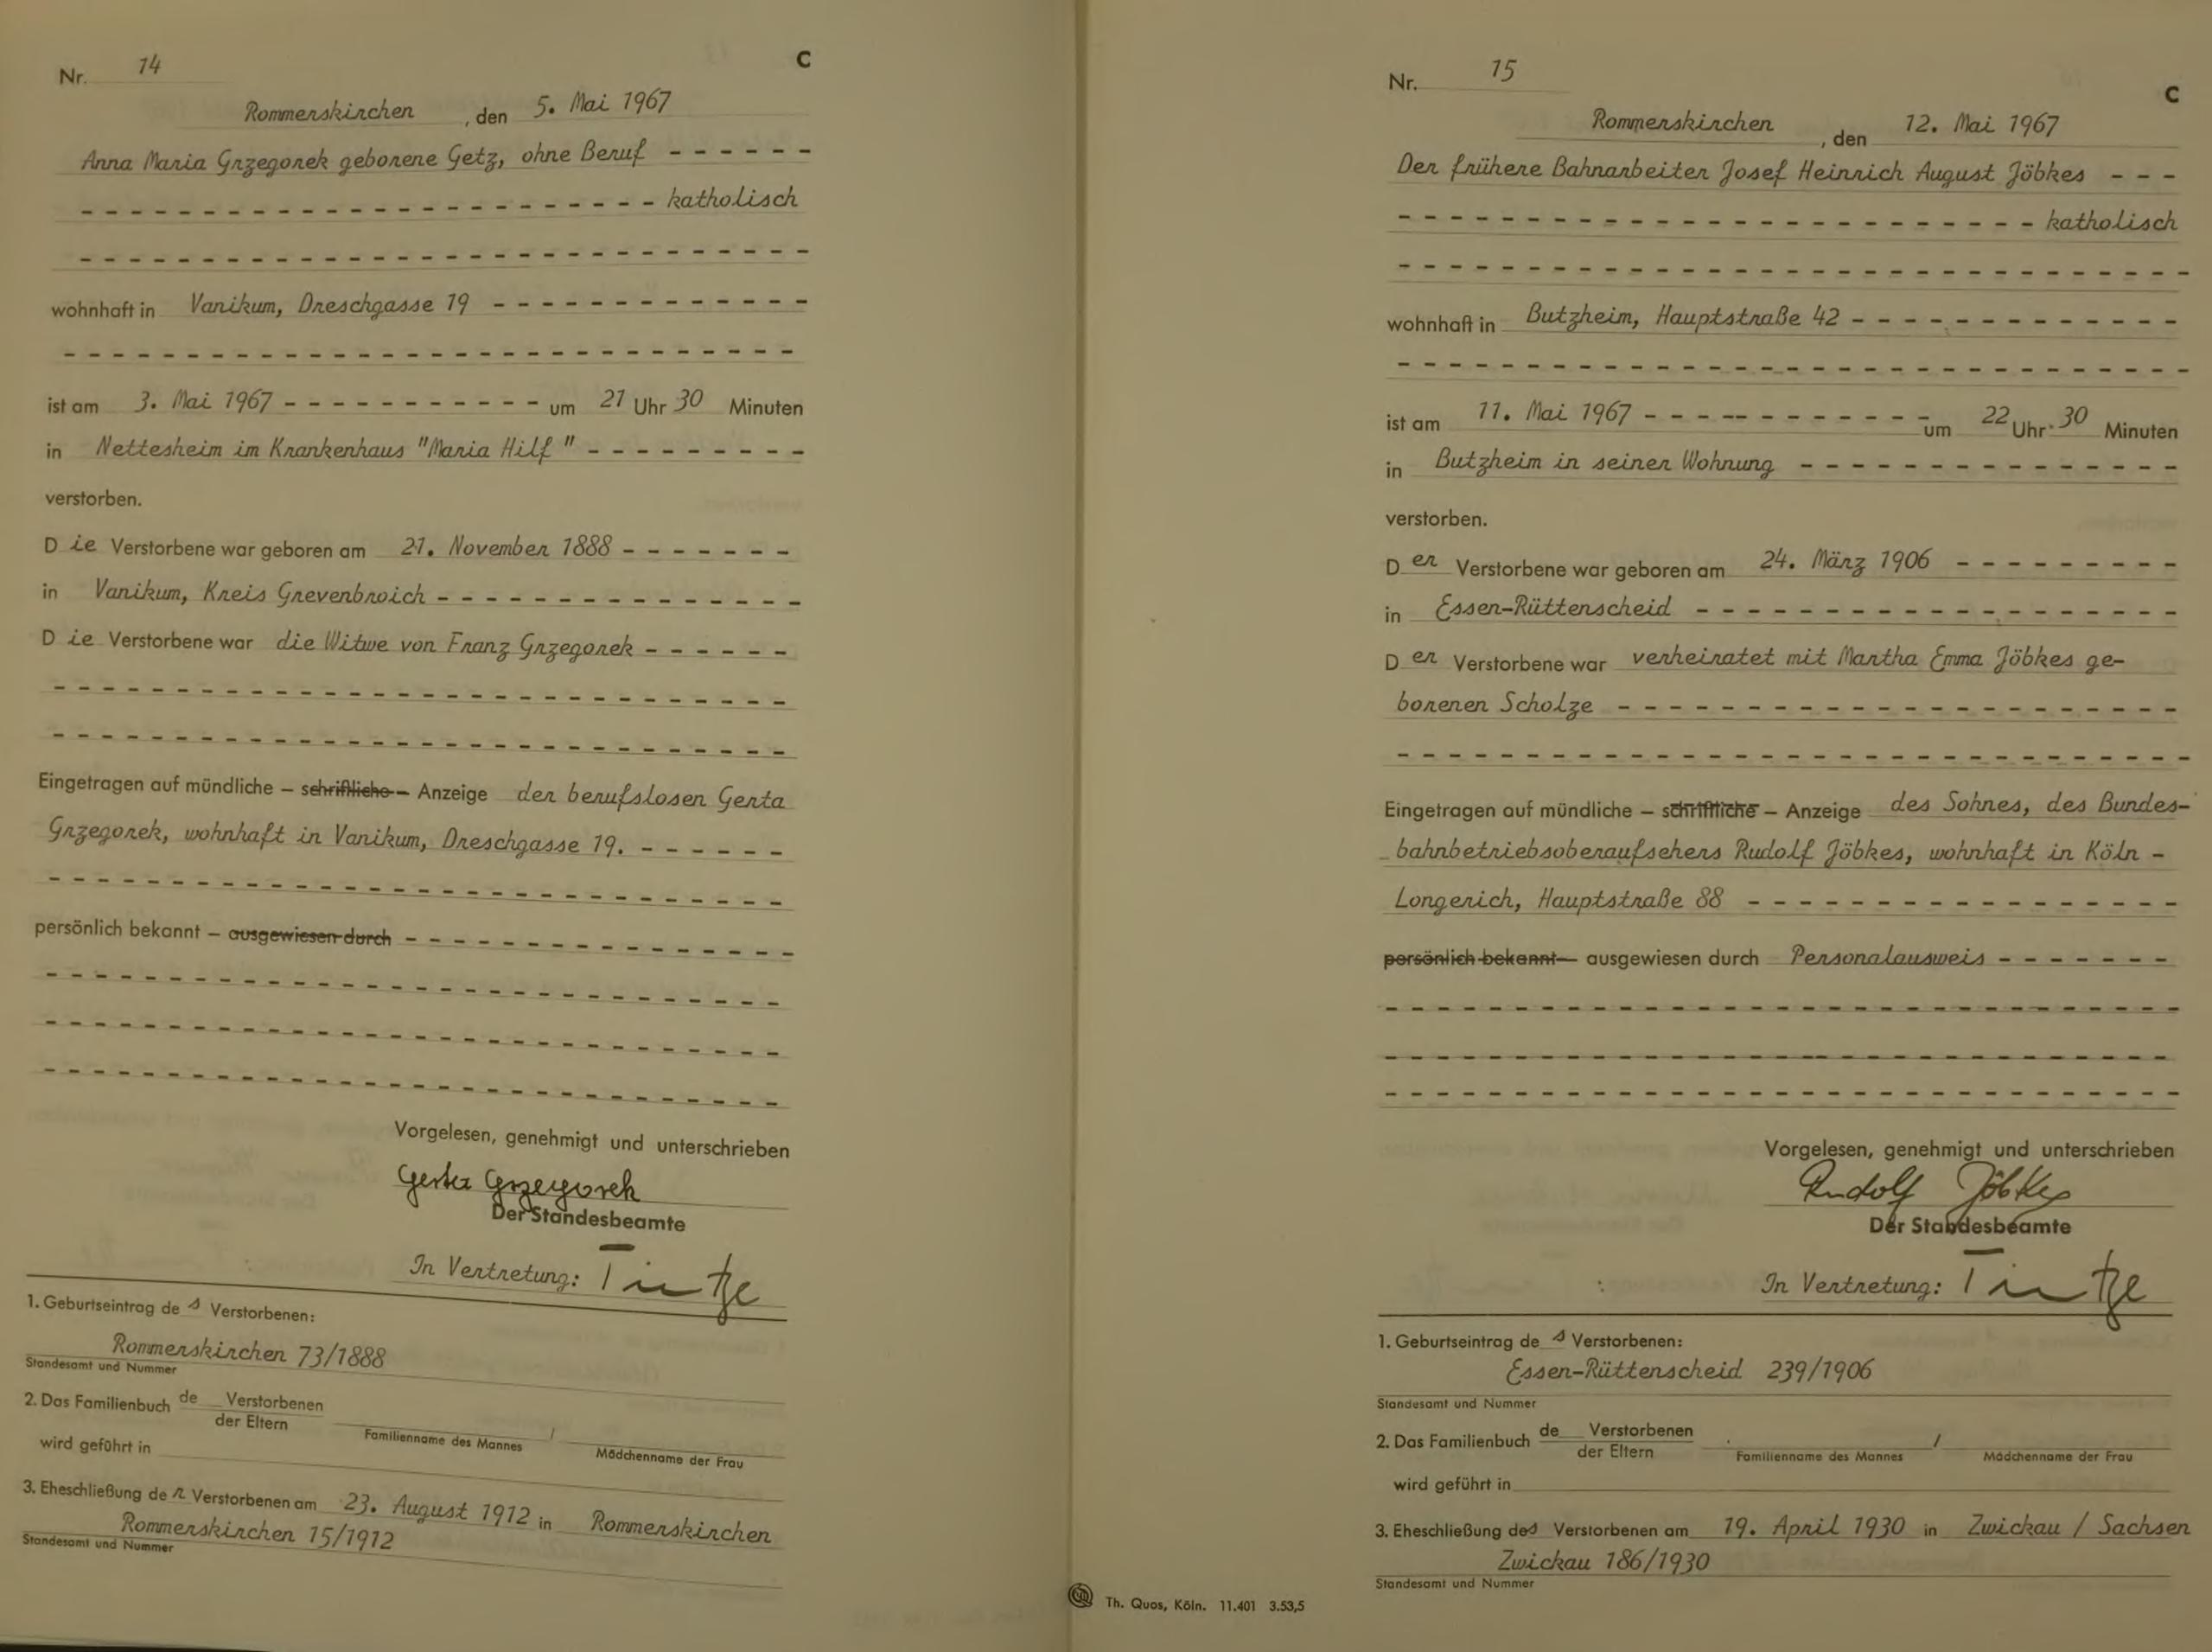 Nr. 14 C
Rommerskirchen, den 5. Mai 1967
Anna Maria Grzegorek geborene Getz, ohne Beruf
katholisch
wohnhaft in Vanikum, Dreschgasse 19
ist am 3. Mai 1967 um 21 Uhr 30 Minuten
in Nettesheim im Krankenhaus "Maria Hilf"
verstorben.
Die Verstorbene war geboren am 21. November 1888
in Vanikum, Kreis Grevenbroich
Die Verstorbene war die Witwe von Franz Grzegorek
Eingetragen auf mündliche – schriftliche – Anzeige der berufslosen Gerta
Grzegorek, wohnhaft in Vanikum, Dreschgasse 19.
persönlich bekannt – ausgewiesen durch
Vorgelesen, genehmigt und unterschrieben
Gerta Grzegorek
Der Standesbeamte
In Vertretung: Tintze
1. Geburtseintrag des Verstorbenen:
Rommerskirchen 73/1888
Standesamt und Nummer
2. Das Familienbuch de Verstorbenen
der Eltern
Familienname des Mannes / Mädchenname der Frau
wird geführt in
3. Eheschließung der Verstorbenen am 23. August 1912 in Rommerskirchen
Rommerskirchen 15/1912
Standesamt und Nummer
Nr. 15 C
Rommerskirchen, den 12. Mai 1967
Der frühere Bahnarbeiter Josef Heinrich August Jöbkes
katholisch
wohnhaft in Butzheim, Hauptstraße 42
ist am 11. Mai 1967 um 22 Uhr 30 Minuten
in Butzheim in seiner Wohnung
verstorben.
Der Verstorbene war geboren am 24. März 1906
in Essen-Rüttenscheid
Der Verstorbene war verheiratet mit Martha Emma Jöbkes ge-
borenen Scholze
Eingetragen auf mündliche – schriftliche – Anzeige des Sohnes, des Bundes-
bahnbetriebsoberaufsehers Rudolf Jöbkes, wohnhaft in Köln -
Longerich, Hauptstraße 88
persönlich bekannt – ausgewiesen durch Personalausweis
Vorgelesen, genehmigt und unterschrieben
Rudolf Jöbkes
Der Standesbeamte
In Vertretung: Tintze
1. Geburtseintrag des Verstorbenen:
Essen-Rüttenscheid 239/1906
Standesamt und Nummer
2. Das Familienbuch de Verstorbenen
der Eltern
Familienname des Mannes / Mädchenname der Frau
wird geführt in
3. Eheschließung des Verstorbenen am 19. April 1930 in Zwickau / Sachsen
Zwickau 186/1930
Standesamt und Nummer
Th. Quos, Köln. 11.401 3.53,5